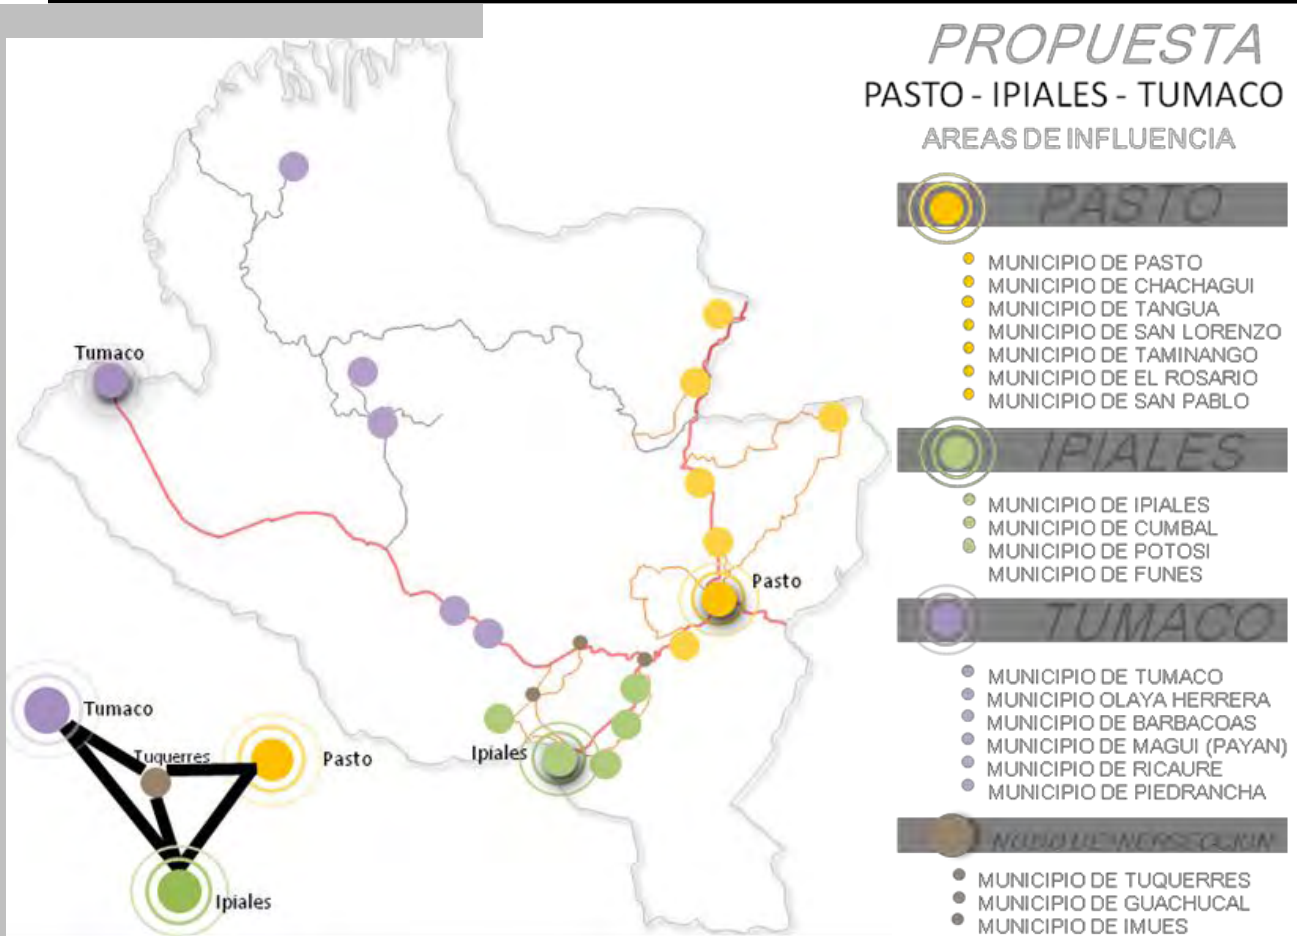 PROPUESTA
PASTO - IPIALES - TUMACO
AREAS DE INFLUENCIA
PASTO
MUNICIPIO DE PASTO
MUNICIPIO DE CHACHAGUI
MUNICIPIO DE TANGUA
MUNICIPIO DE SAN LORENZO
MUNICIPIO DE TAMINANGO
MUNICIPIO DE EL ROSARIO
MUNICIPIO DE SAN PABLO
IPIALES
MUNICIPIO DE IPIALES
MUNICIPIO DE CUMBAL
MUNICIPIO DE POTOSI
MUNICIPIO DE FUNES
TUMACO
MUNICIPIO DE TUMACO
MUNICIPIO OLAYA HERRERA
MUNICIPIO DE BARBACOAS
MUNICIPIO DE MAGUI (PAYAN)
MUNICIPIO DE RICAURE
MUNICIPIO DE PIEDRANCHA
NODO DE INERSECCION
MUNICIPIO DE TUQUERRES
MUNICIPIO DE GUACHUCAL
MUNICIPIO DE IMUES
Tumaco
Pasto
Ipiales
Tumaco
Tuquerres
Pasto
Ipiales